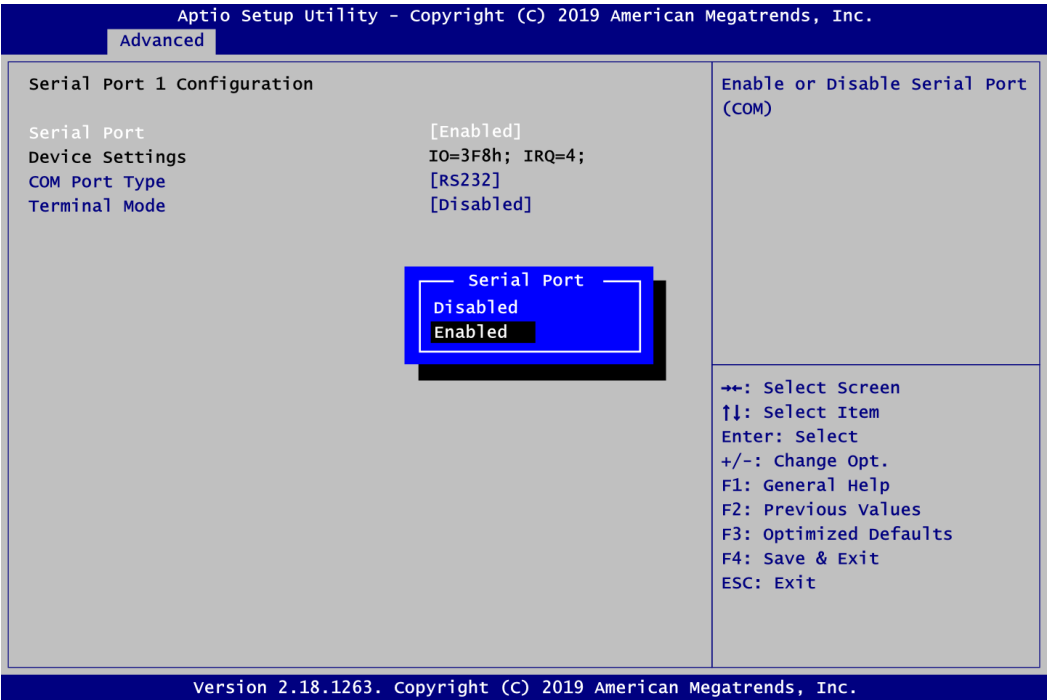 Aptio Setup Utility – Copyright (C) 2019 American Megatrends, Inc.
Advanced
Serial Port 1 Configuration
Serial Port [Enabled]
Device Settings IO=3F8h; IRQ=4;
COM Port Type [RS232]
Terminal Mode [Disabled]
Serial Port
Disabled
Enabled
Enable or Disable Serial Port
(COM)
→←: Select Screen
↑↓: Select Item
Enter: Select
+/-: Change Opt.
F1: General Help
F2: Previous Values
F3: Optimized Defaults
F4: Save & Exit
ESC: Exit
Version 2.18.1263. Copyright (C) 2019 American Megatrends, Inc.